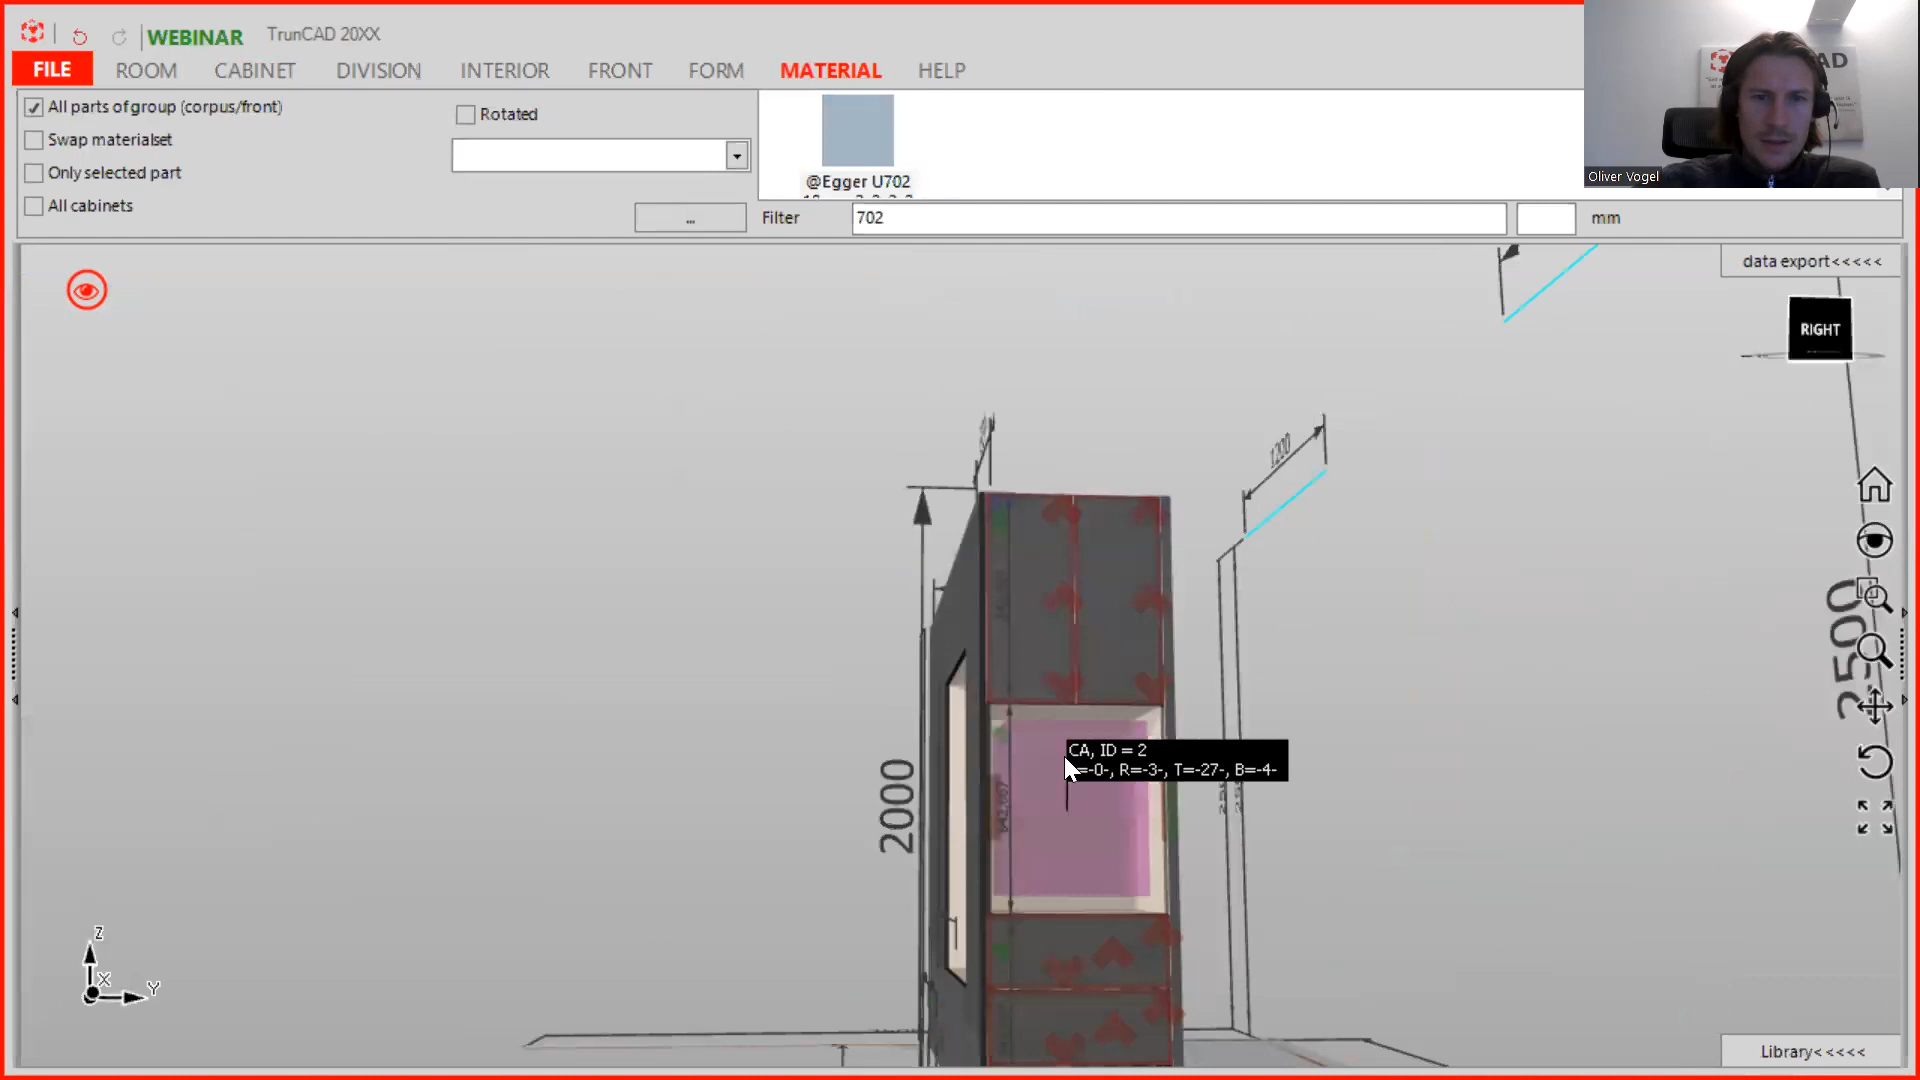 WEBINAR
TrunCAD 20XX
FILE
ROOM
CABINET
DIVISION
INTERIOR
FRONT
FORM
MATERIAL
HELP
All parts of group (corpus/front)
Swap materialset
Only selected part
All cabinets
Rotated
...
@Egger U702
Filter
702
mm
AD
Oliver Vogel
data export<<<<<
RIGHT
1200
2000
2500
CA, ID = 2
=-0-, R=-3-, T=-27-, B=-4-
Z
X
Y
Library<<<<<